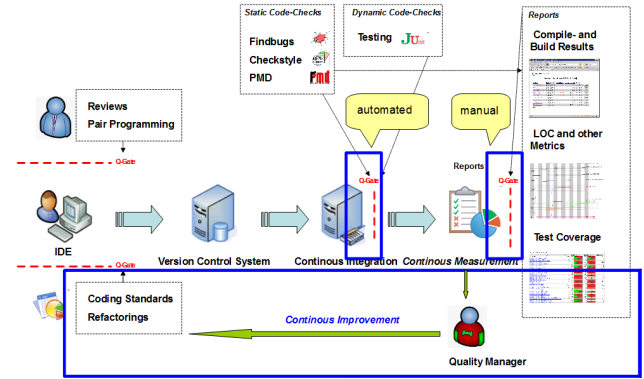 Static Code-Checks
Findbugs
Checkstyle
PMD
Pmd
Dynamic Code-Checks
Testing
JUnit
Reports
Compile- and
Build Results
LOC and other
Metrics
Test Coverage
Reviews
Pair Programming
automated
manual
Q-Gate
Q-Gate
Reports
Q-Gate
IDE
Q-Gate
Version Control System
Continous Integration
Continous Measurement
Coding Standards
Refactorings
Continous Improvement
Quality Manager